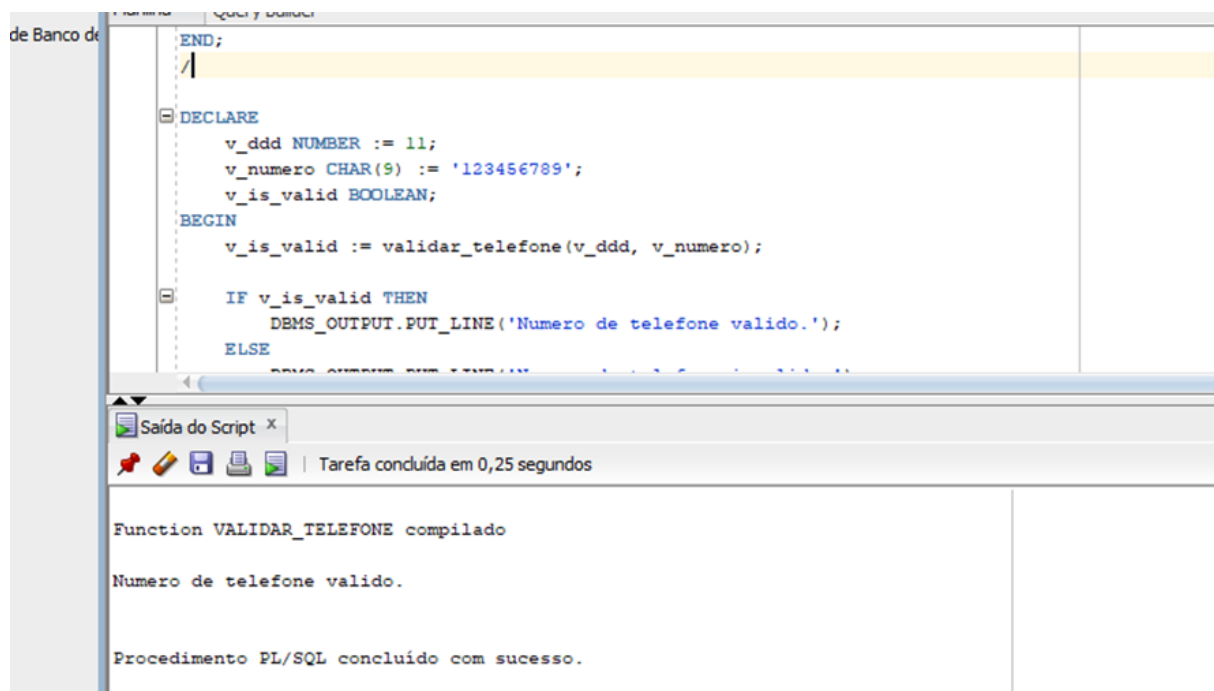 Query Builder
de Banco de
END;
/
DECLARE
v_ddd NUMBER := 11;
v_numero CHAR(9) := '123456789';
v_is_valid BOOLEAN;
BEGIN
v_is_valid := validar_telefone(v_ddd, v_numero);
IF v_is_valid THEN
DBMS_OUTPUT.PUT_LINE('Numero de telefone valido.');
ELSE
Saída do Script x
Tarefa concluída em 0,25 segundos
Function VALIDAR_TELEFONE compilado
Numero de telefone valido.
Procedimento PL/SQL concluído com sucesso.